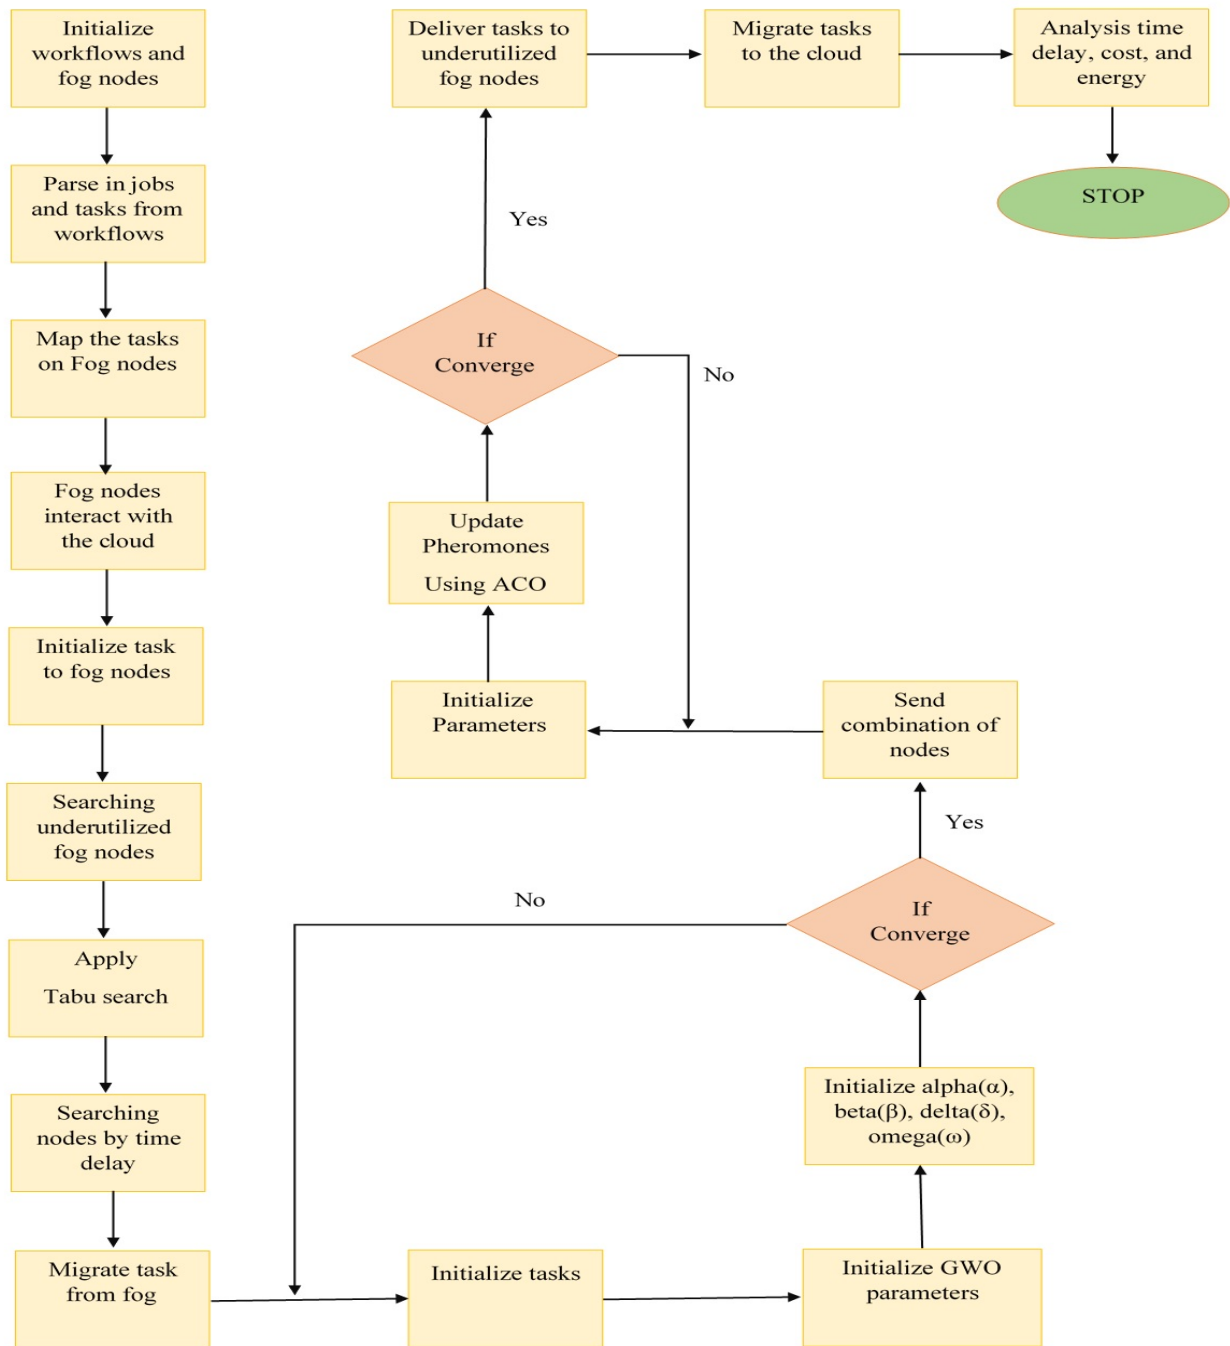 Initialize
workflows and
fog nodes
Parse in jobs
and tasks from
workflows
Map the tasks
on Fog nodes
Fog nodes
interact with
the cloud
Initialize task
to fog nodes
Searching
underutilized
fog nodes
Apply
Tabu search
Searching
nodes by time
delay
Migrate task
from fog
Initialize tasks
Initialize GWO
parameters
Initialize alpha(α),
beta(β), delta(δ),
omega(ω)
If
Converge
No
Yes
Send
combination of
nodes
Initialize
Parameters
Update
Pheromones
Using ACO
If
Converge
No
Yes
Deliver tasks to
underutilized
fog nodes
Migrate tasks
to the cloud
Analysis time
delay, cost, and
energy
STOP